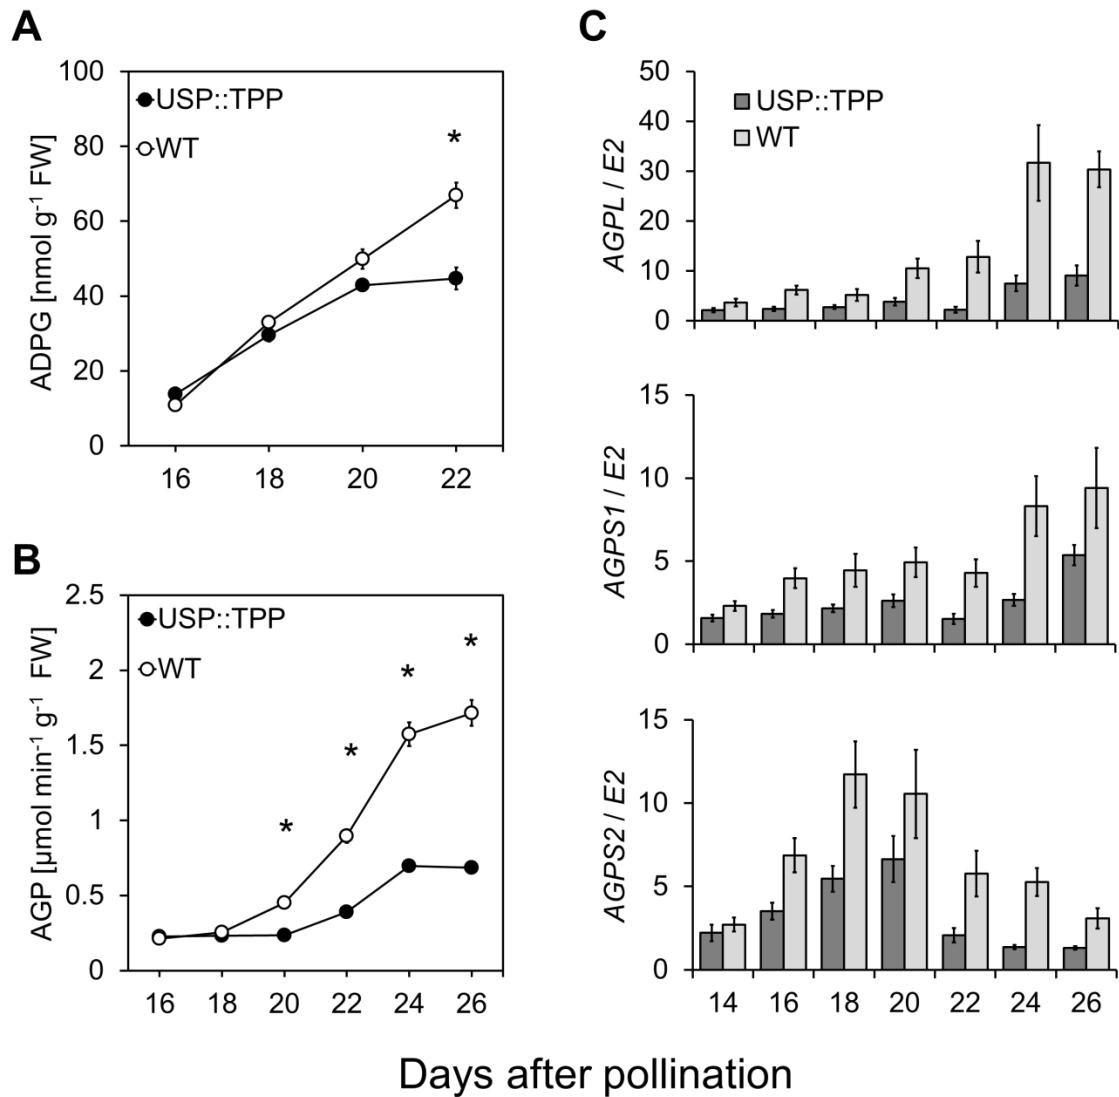 A
100
80
60
40
20
0
ADPG [nmol g⁻¹ FW]
USP::TPP
WT
*
16 18 20 22
B
2.5
2
1.5
1
0.5
0
AGP [µmol min⁻¹ g⁻¹ FW]
USP::TPP
WT
* * * *
16 18 20 22 24 26
C
50
40
30
20
10
0
AGPL / E2
USP::TPP
WT
15
10
5
0
AGPS1 / E2
15
10
5
0
AGPS2 / E2
14 16 18 20 22 24 26
Days after pollination